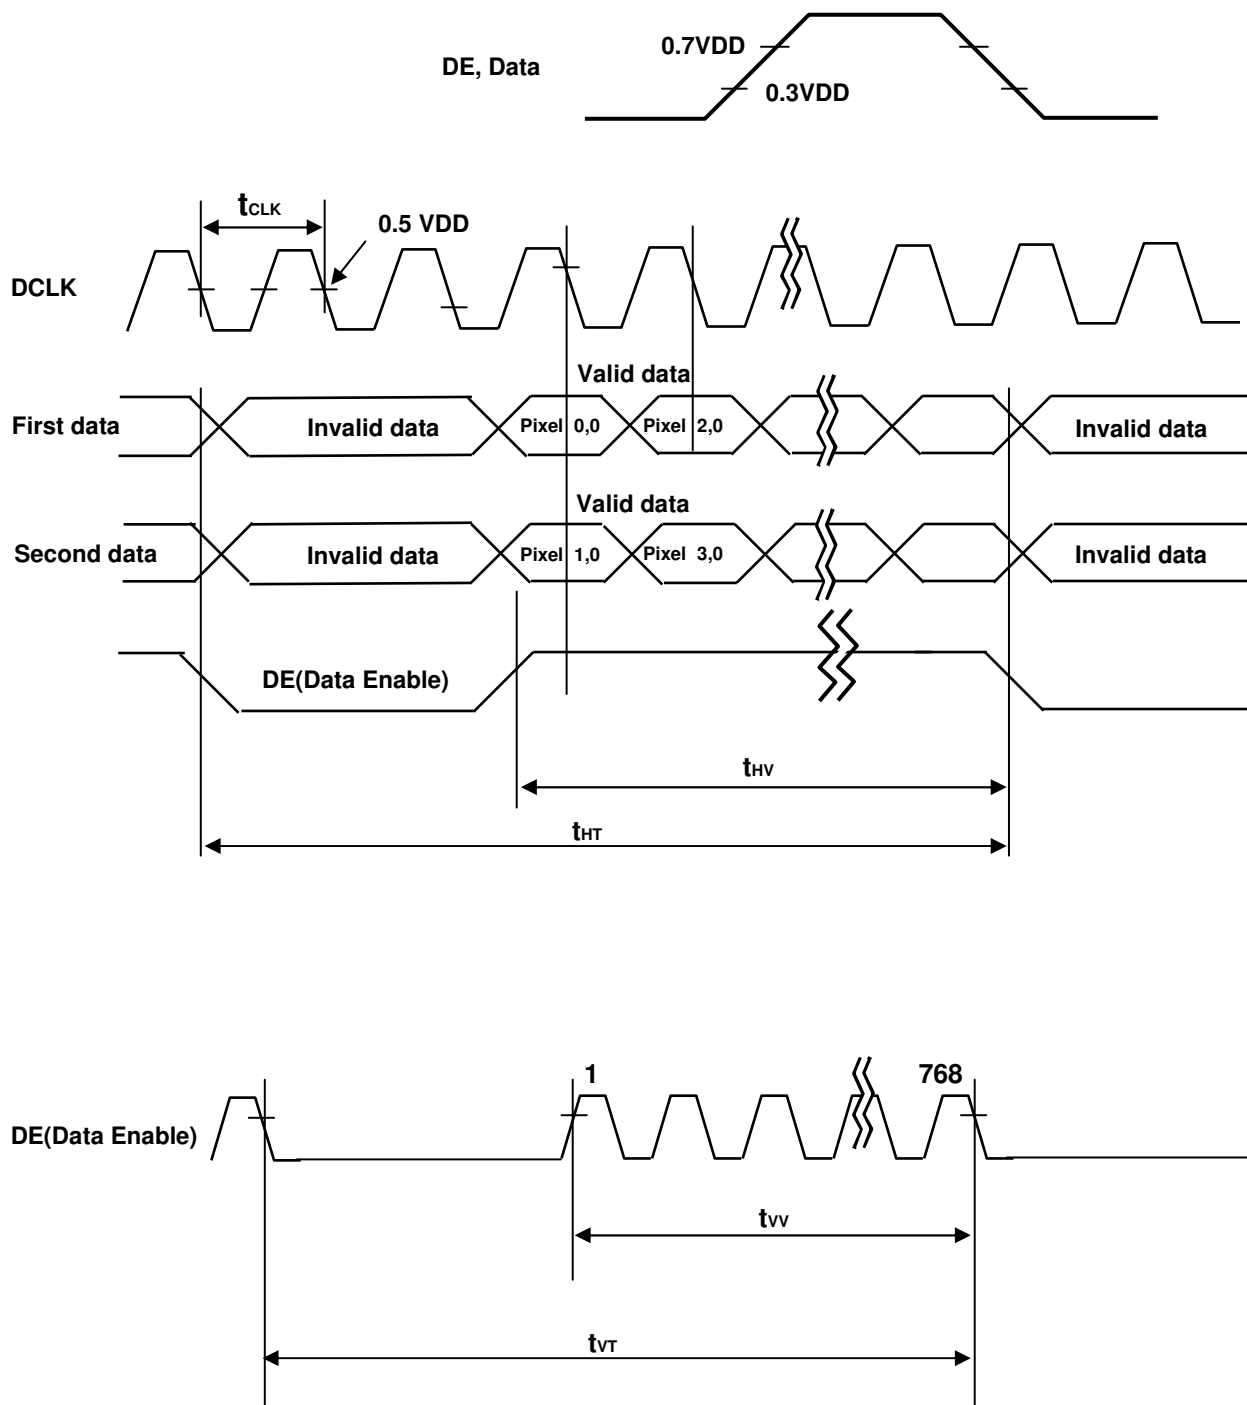 0.7VDD
DE, Data
0.3VDD
tCLK
0.5 VDD
DCLK
Valid data
First data
Invalid data
Pixel 0,0
Pixel 2,0
Invalid data
Valid data
Second data
Invalid data
Pixel 1,0
Pixel 3,0
Invalid data
DE(Data Enable)
tHV
tHT
1
768
DE(Data Enable)
tVV
tVT